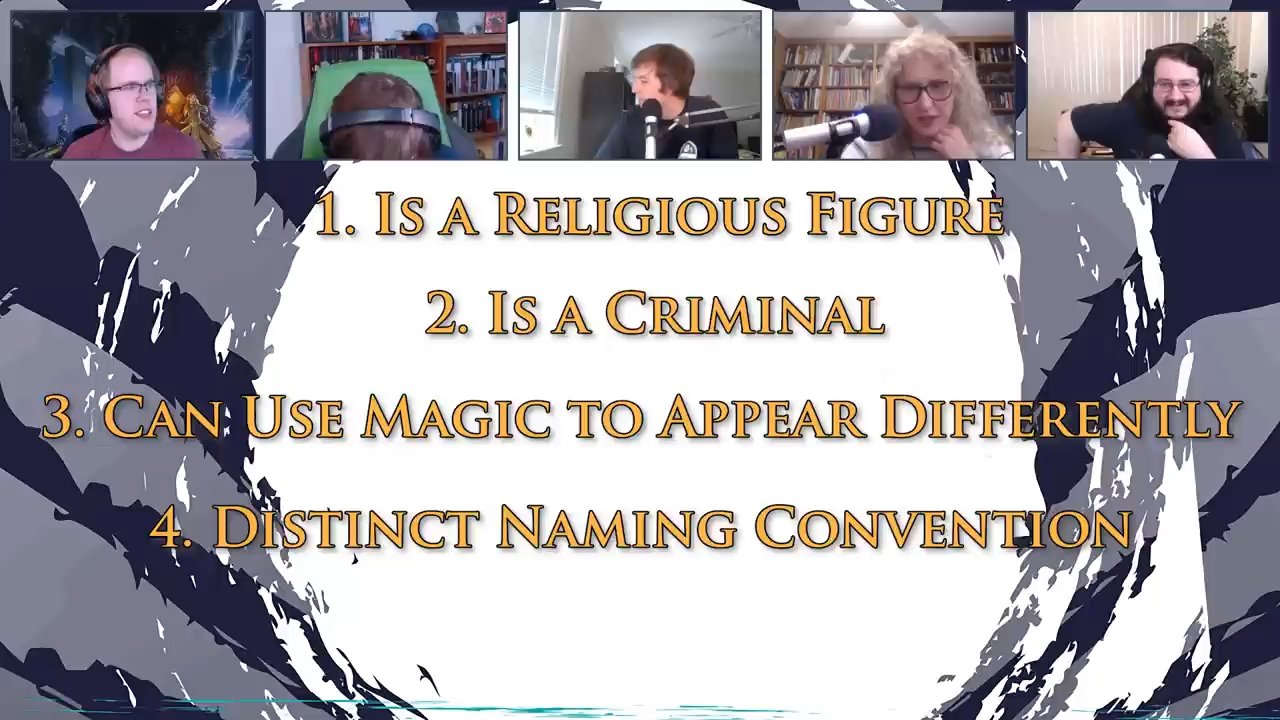 1. Is a Religious Figure
2. Is a Criminal
3. Can Use Magic to Appear Differently
4. Distinct Naming Convention